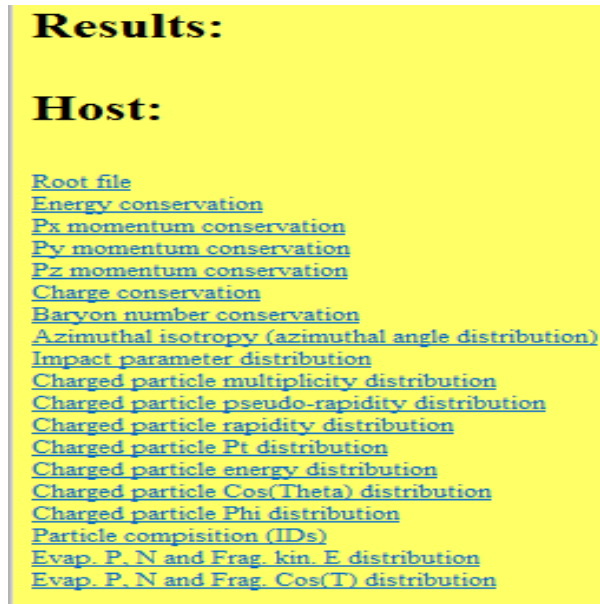 Results:
Host:
Root file
Energy conservation
Px momentum conservation
Py momentum conservation
Pz momentum conservation
Charge conservation
Baryon number conservation
Azimuthal isotropy (azimuthal angle distribution)
Impact parameter distribution
Charged particle multiplicity distribution
Charged particle pseudo-rapidity distribution
Charged particle rapidity distribution
Charged particle Pt distribution
Charged particle energy distribution
Charged particle Cos(Theta) distribution
Charged particle Phi distribution
Particle compisition (IDs)
Evap. P, N and Frag. kin. E distribution
Evap. P, N and Frag. Cos(T) distribution